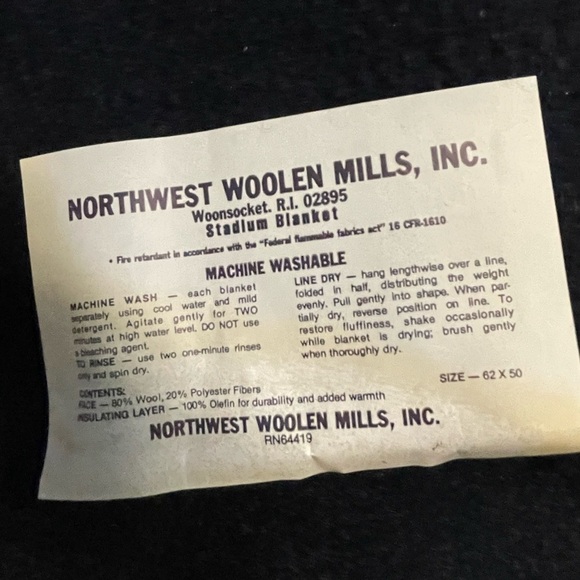 NORTHWEST WOOLEN MILLS, INC.
Woonsocket. R.I. 02895
Stadium Blanket
* Fire retardant in accordance with the "Federal flammable fabrics act" 16 CFR-1610
MACHINE WASHABLE
MACHINE WASH — each blanket
separately using cool water and mild
detergent. Agitate gently for TWO
minutes at high water level. DO NOT use
a bleaching agent.
TO RINSE — use two one-minute rinses
only and spin dry.
LINE DRY — hang lengthwise over a line,
folded in half, distributing the weight
evenly. Pull gently into shape. When par-
tially dry, reverse position on line. To
restore fluffiness, shake occasionally
while blanket is drying; brush gently
when thoroughly dry.
SIZE — 62 X 50
CONTENTS:
FACE — 80% Wool, 20% Polyester Fibers
INSULATING LAYER — 100% Olefin for durability and added warmth
NORTHWEST WOOLEN MILLS, INC.
RN64419